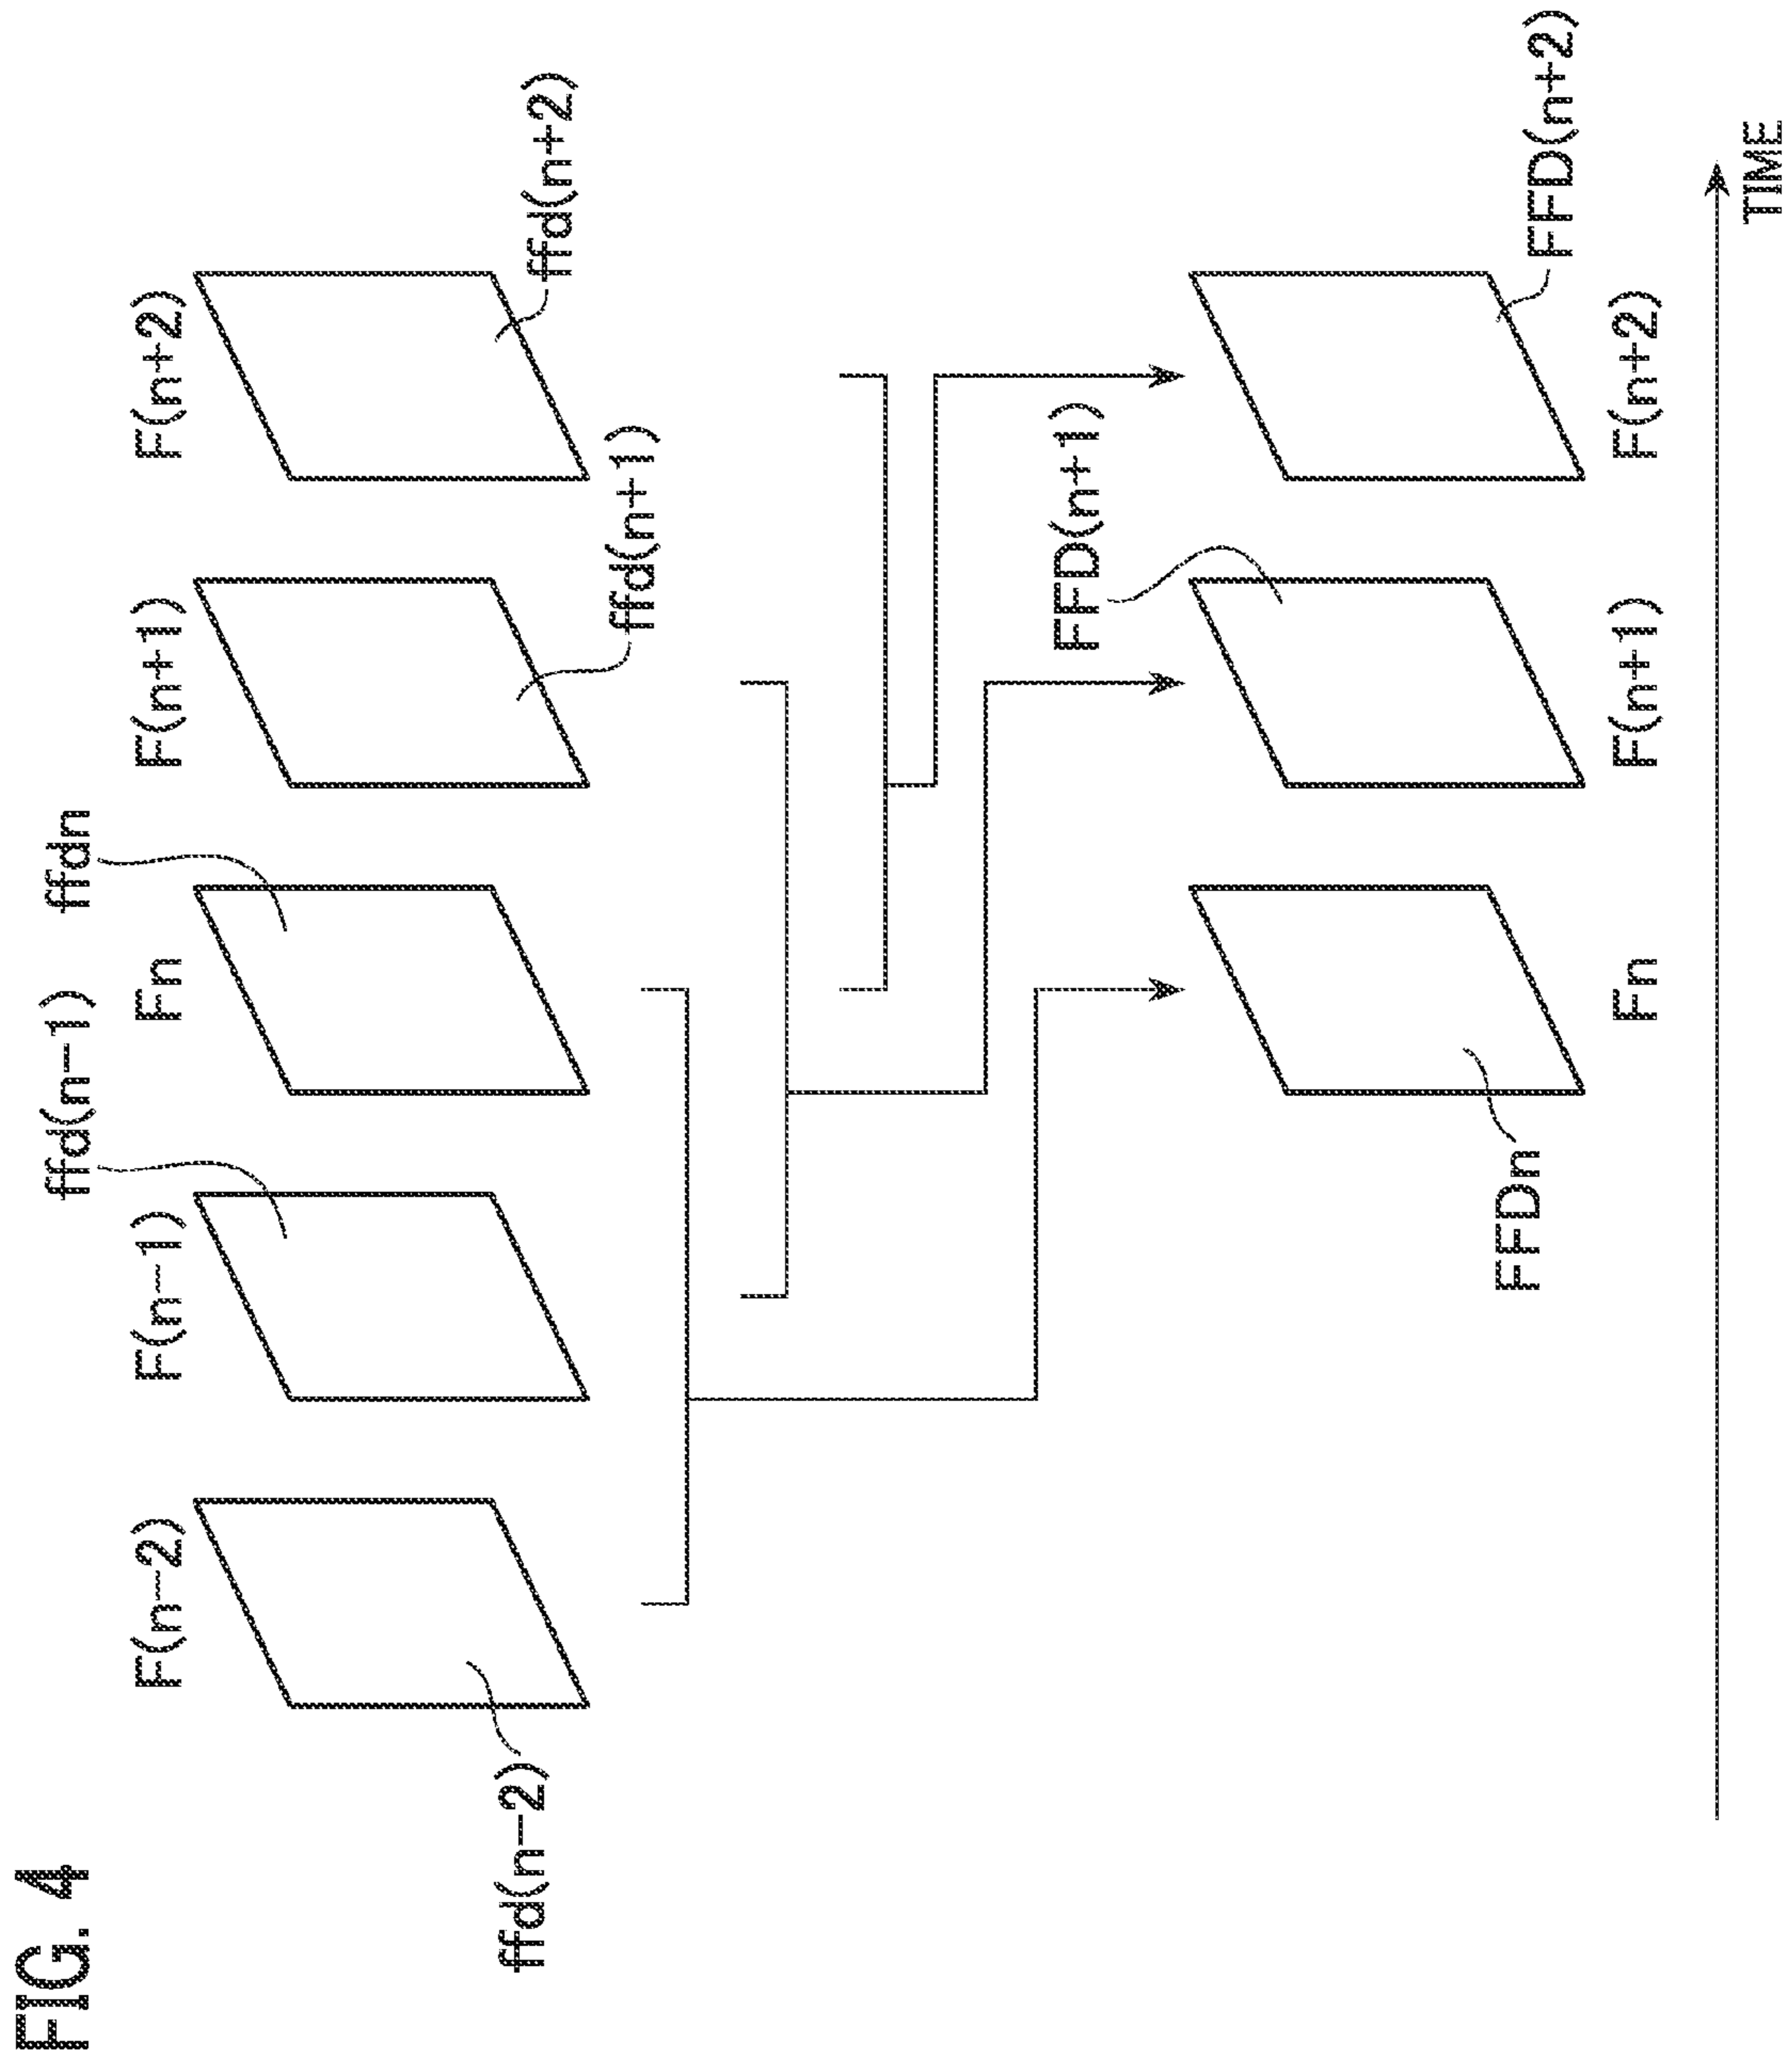 FIG. 4
ffd(n-1)
ffdn
F(n-2)
F(n-1)
Fn
F(n+1)
F(n+2)
ffd(n-2)
ffd(n+1)
ffd(n+2)
FFD(n+1)
FFDn
FFD(n+2)
Fn
F(n+1)
F(n+2)
TIME